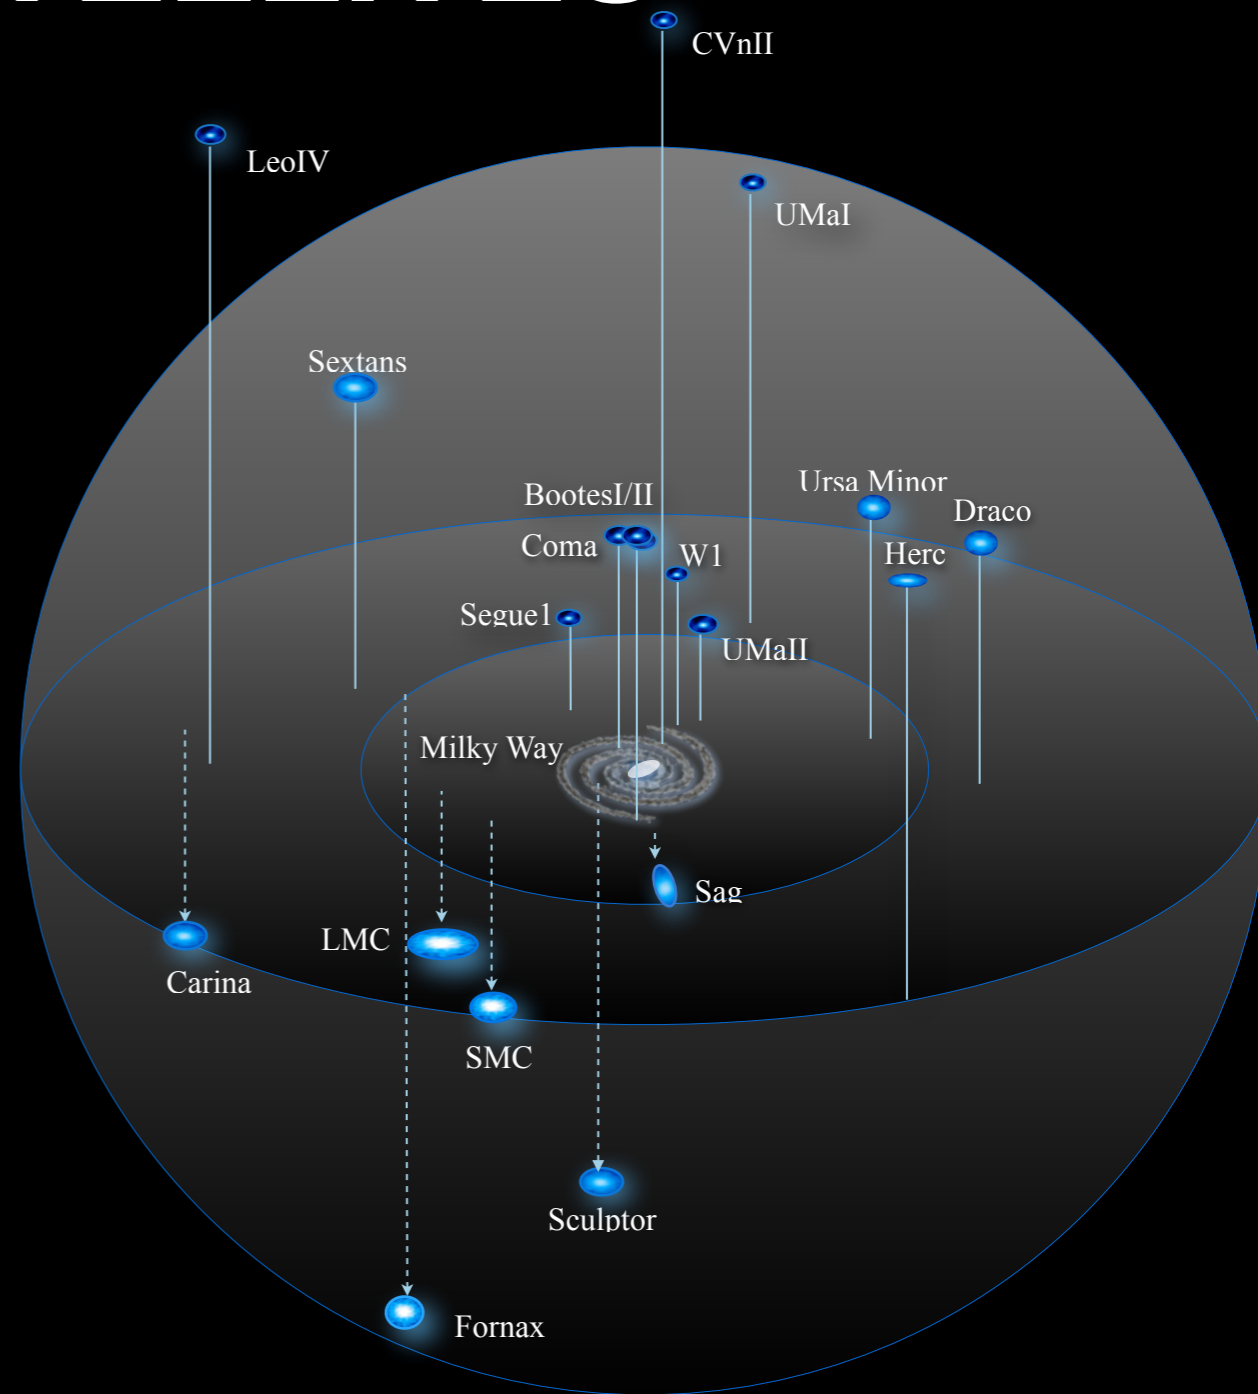 CVnII
LeoIV
UMaI
Sextans
Ursa Minor
BootesI/II
Draco
Coma
W1
Herc
Segue1
UMaII
Milky Way
Sag
LMC
Carina
SMC
Sculptor
Fornax